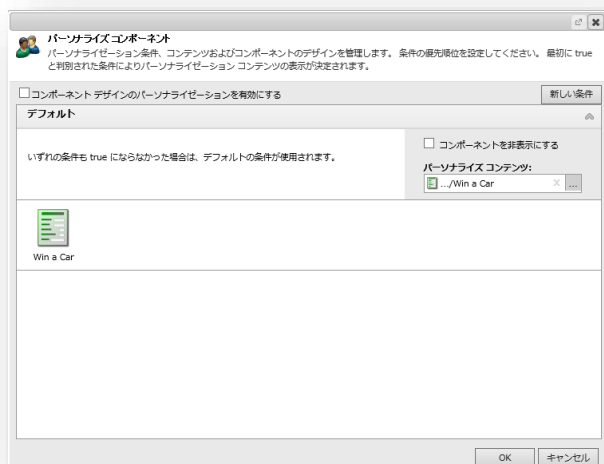 パーソナライズ コンポーネント
パーソナライゼーション条件、コンテンツおよびコンポーネントのデザインを管理します。 条件の優先順位を設定してください。 最初に true
と判別された条件によりパーソナライゼーション コンテンツの表示が決定されます。
コンポーネント デザインのパーソナライゼーションを有効にする
新しい条件
デフォルト
いずれの条件も true にならなかった場合は、デフォルトの条件が使用されます。
コンポーネントを非表示にする
パーソナライズ コンテンツ:
.../Win a Car
...
Win a Car
OK
キャンセル